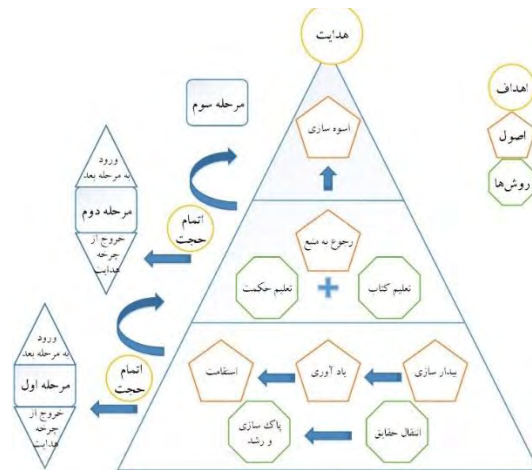 هدایت
اهداف
اصول
روش‌ها
مرحله سوم
اسوه سازی
ورود
به مرحله بعد
مرحله دوم
خروج از
چرخه
هدایت
اتمام
حجت
رجوع به منبع
تعلیم حکمت
تعلیم کتاب
ورود
به مرحله بعد
مرحله اول
خروج از
چرخه
هدایت
اتمام
حجت
بیدار سازی
یاد آوری
استقامت
انتقال حقایق
پاک سازی
و رشد